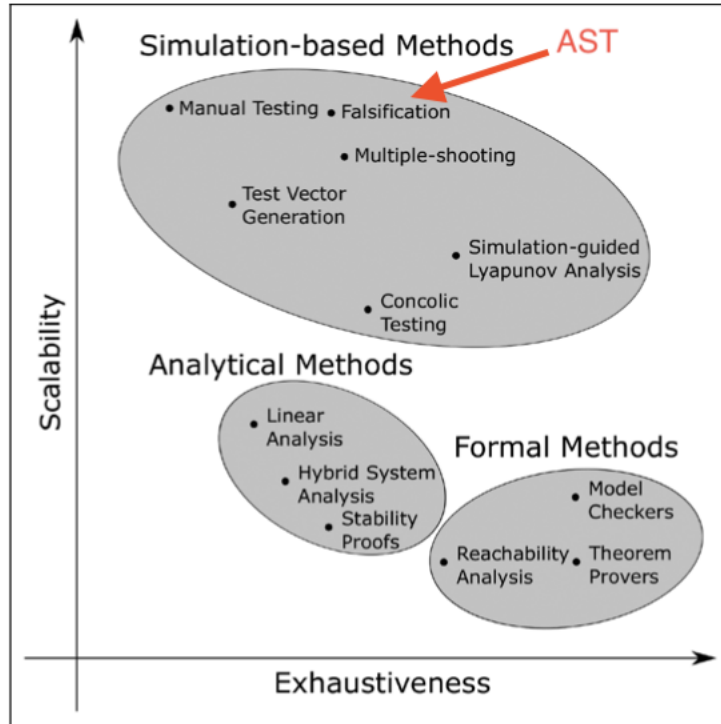 Simulation-based Methods
AST
Manual Testing
Falsification
Multiple-shooting
Test Vector
Generation
Simulation-guided
Lyapunov Analysis
Concolic
Testing
Analytical Methods
Linear
Analysis
Hybrid System
Analysis
Stability
Proofs
Formal Methods
Model
Checkers
Reachability
Analysis
Theorem
Provers
Scalability
Exhaustiveness